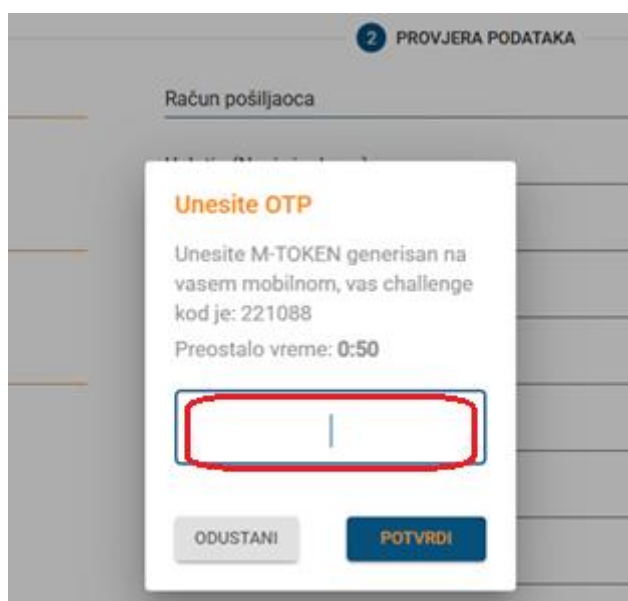 2 PROVJERA PODATAKA
Račun pošiljaoca
Unesite OTP
Unesite M-TOKEN generisan na
vasem mobilnom, vas challenge
kod je: 221088
Preostalo vreme: 0:50
ODUSTANI POTVRDI